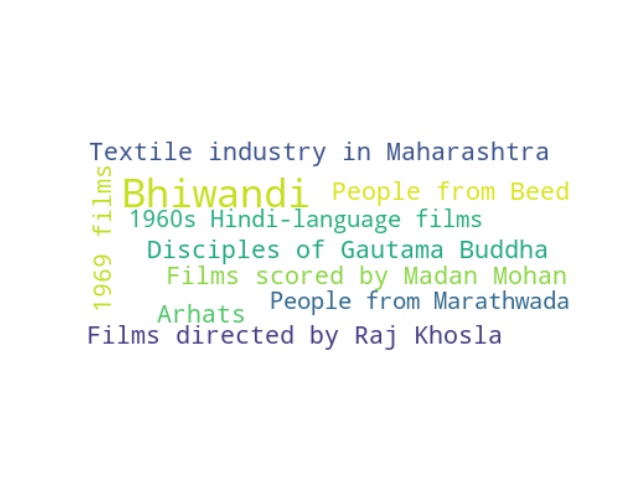 Textile industry in Maharashtra
1969 films
Bhiwandi
People from Beed
1960s Hindi-language films
Disciples of Gautama Buddha
Films scored by Madan Mohan
People from Marathwada
Arhats
Films directed by Raj Khosla